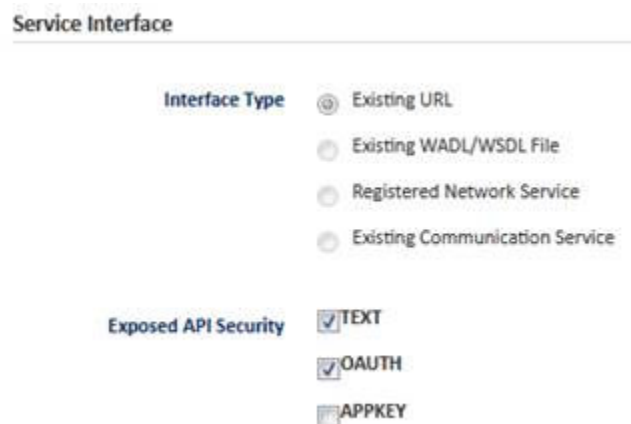 Service Interface
Interface Type
Existing URL
Existing WADL/WSDL File
Registered Network Service
Existing Communication Service
Exposed API Security
TEXT
OAUTH
APPKEY